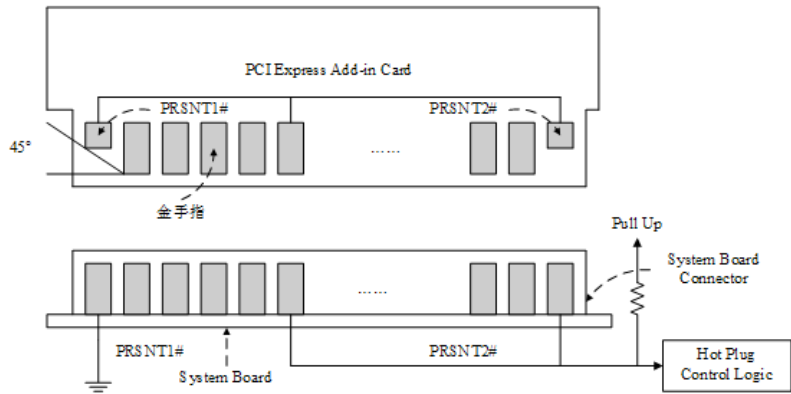 PCI Express Add-in Card
PRSNT1#
PRSNT2#
45°
……
金手指
Pull Up
System Board
Connector
……
PRSNT1#
PRSNT2#
System Board
Hot Plug
Control Logic